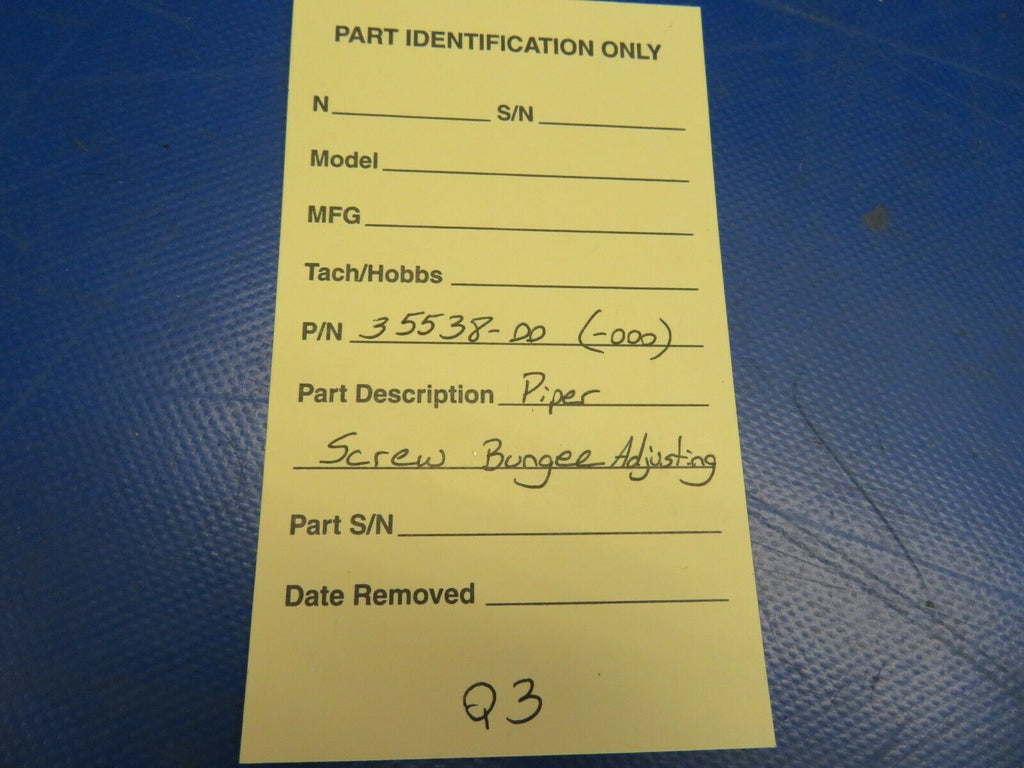 PART IDENTIFICATION ONLY
N S/N
Model
MFG
Tach/Hobbs
P/N 35538-00 (-000)
Part Description Piper
Screw Bungee Adjusting
Part S/N
Date Removed
Q3